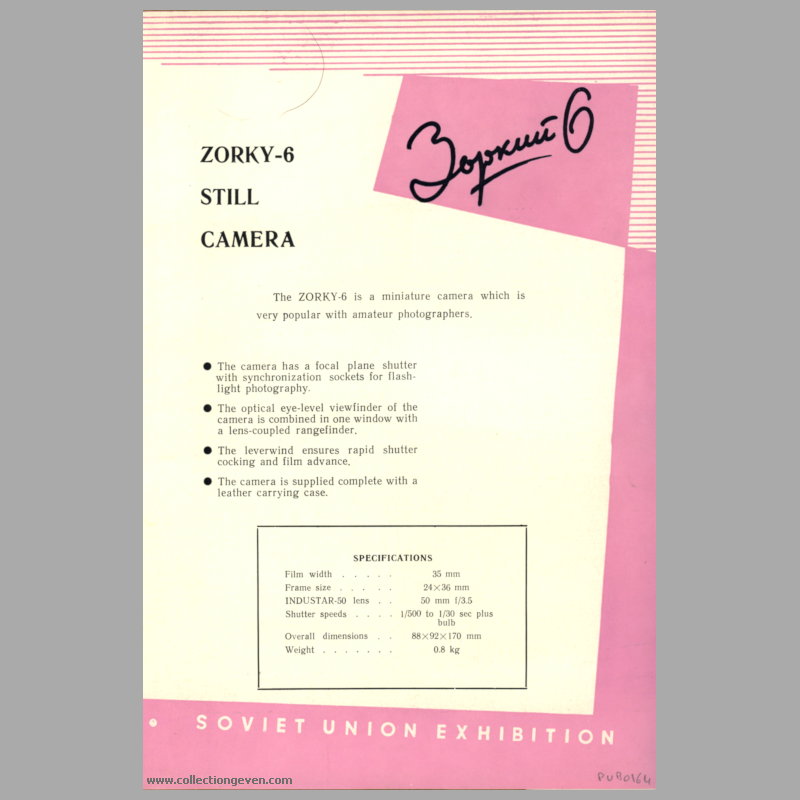 Зоркий 6
ZORKY-6
STILL
CAMERA
The ZORKY-6 is a miniature camera which is
very popular with amateur photographers.
● The camera has a focal plane shutter
with synchronization sockets for flash-
light photography.
● The optical eye-level viewfinder of the
camera is combined in one window with
a lens-coupled rangefinder.
● The leverwind ensures rapid shutter
cocking and film advance.
● The camera is supplied complete with a
leather carrying case.
SPECIFICATIONS
Film width . . . . . 35 mm
Frame size . . . . . 24×36 mm
INDUSTAR-50 lens . . 50 mm f/3.5
Shutter speeds . . . . 1/500 to 1/30 sec plus
bulb
Overall dimensions . . 88×92×170 mm
Weight . . . . . . . 0.8 kg
• SOVIET UNION EXHIBITION
www.collectiongeven.com
PUB0164